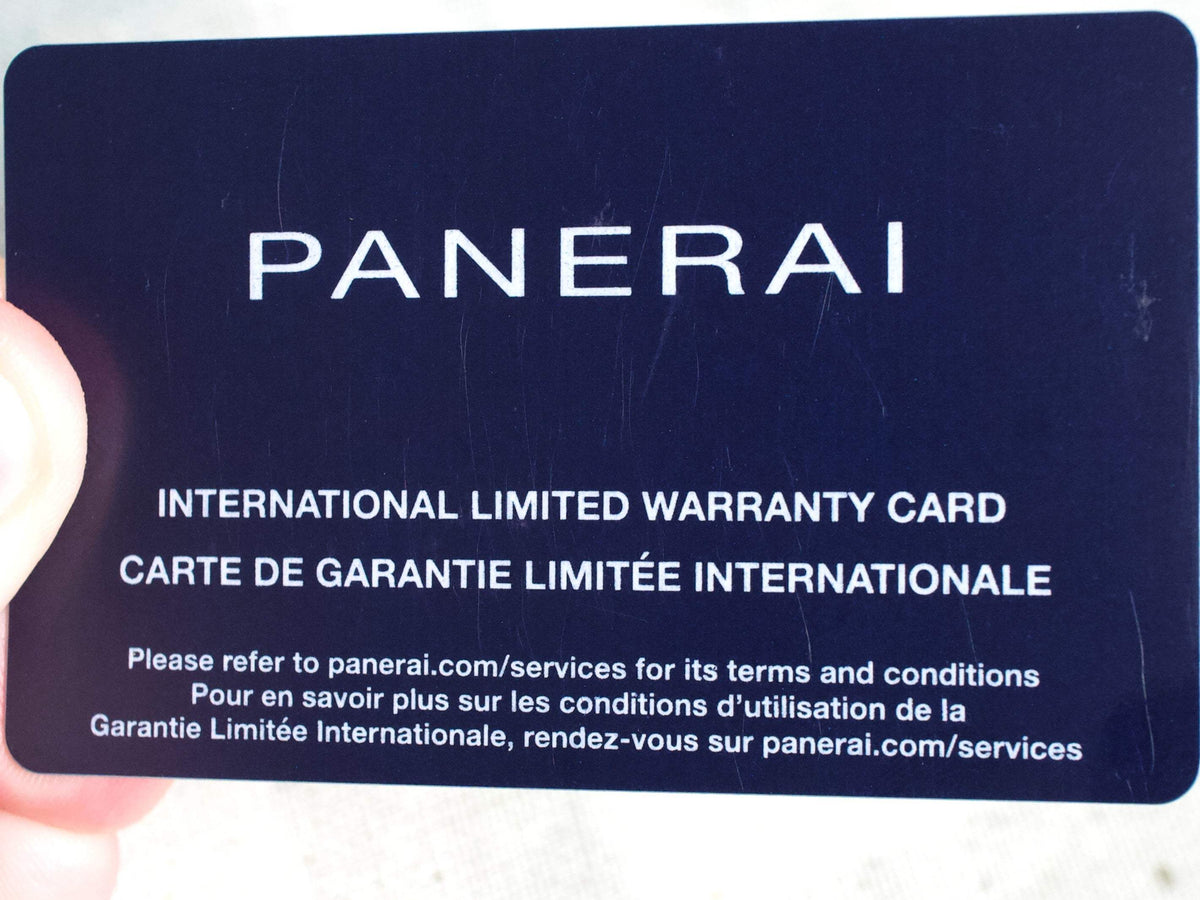 PANERAI
INTERNATIONAL LIMITED WARRANTY CARD
CARTE DE GARANTIE LIMITÉE INTERNATIONALE
Please refer to panerai.com/services for its terms and conditions
Pour en savoir plus sur les conditions d'utilisation de la
Garantie Limitée Internationale, rendez-vous sur panerai.com/services